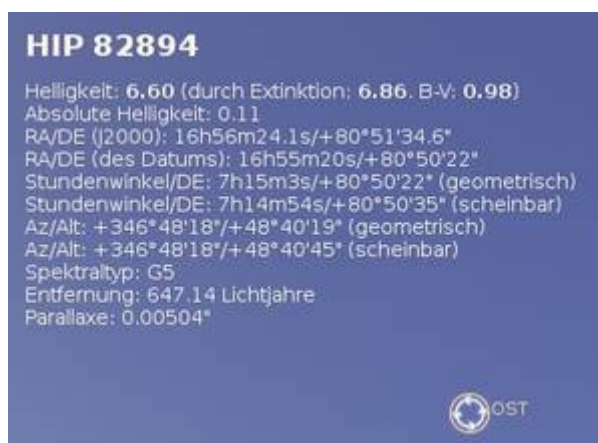 HIP 82894
Helligkeit: 6.60 (durch Extinktion: 6.86. B-V: 0.98)
Absolute Helligkeit: 0.11
RA/DE (J2000): 16h56m24.1s/+80°51'34.6"
RA/DE (des Datums): 16h55m20s/+80°50'22"
Stundenwinkel/DE: 7h15m3s/+80°50'22" (geometrisch)
Stundenwinkel/DE: 7h14m54s/+80°50'35" (scheinbar)
Az/Alt: +346°48'18"/+48°40'19" (geometrisch)
Az/Alt: +346°48'18"/+48°40'45" (scheinbar)
Spektraltyp: G5
Entfernung: 647.14 Lichtjahre
Parallaxe: 0.00504"
OST